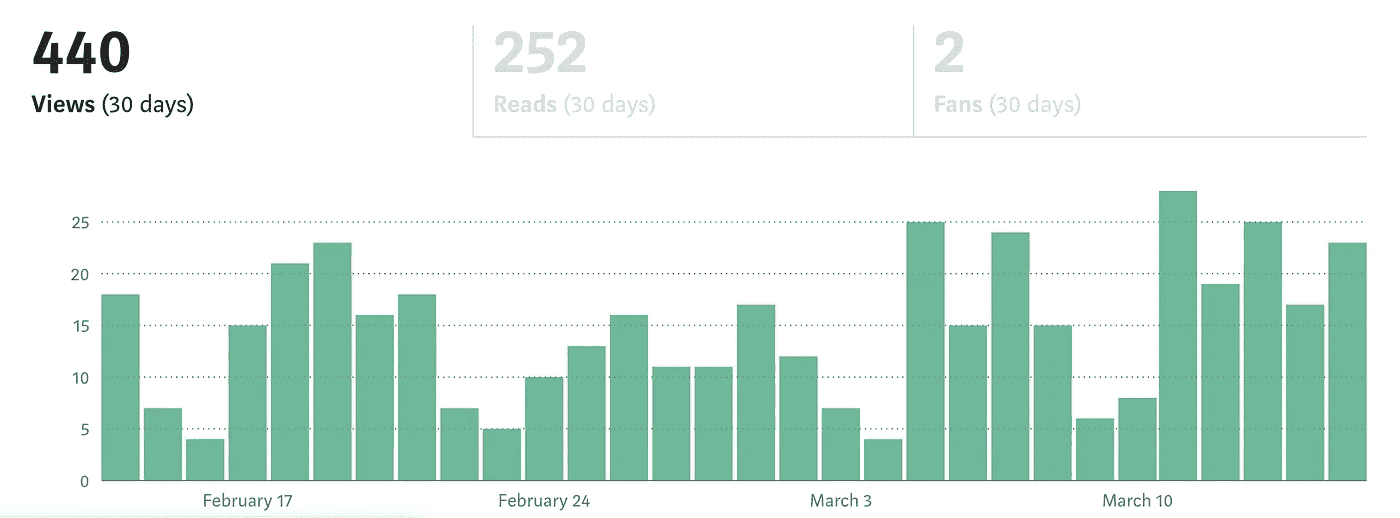 440
Views (30 days)
252
Reads (30 days)
2
Fans (30 days)
25
20
15
10
5
0
February 17
February 24
March 3
March 10